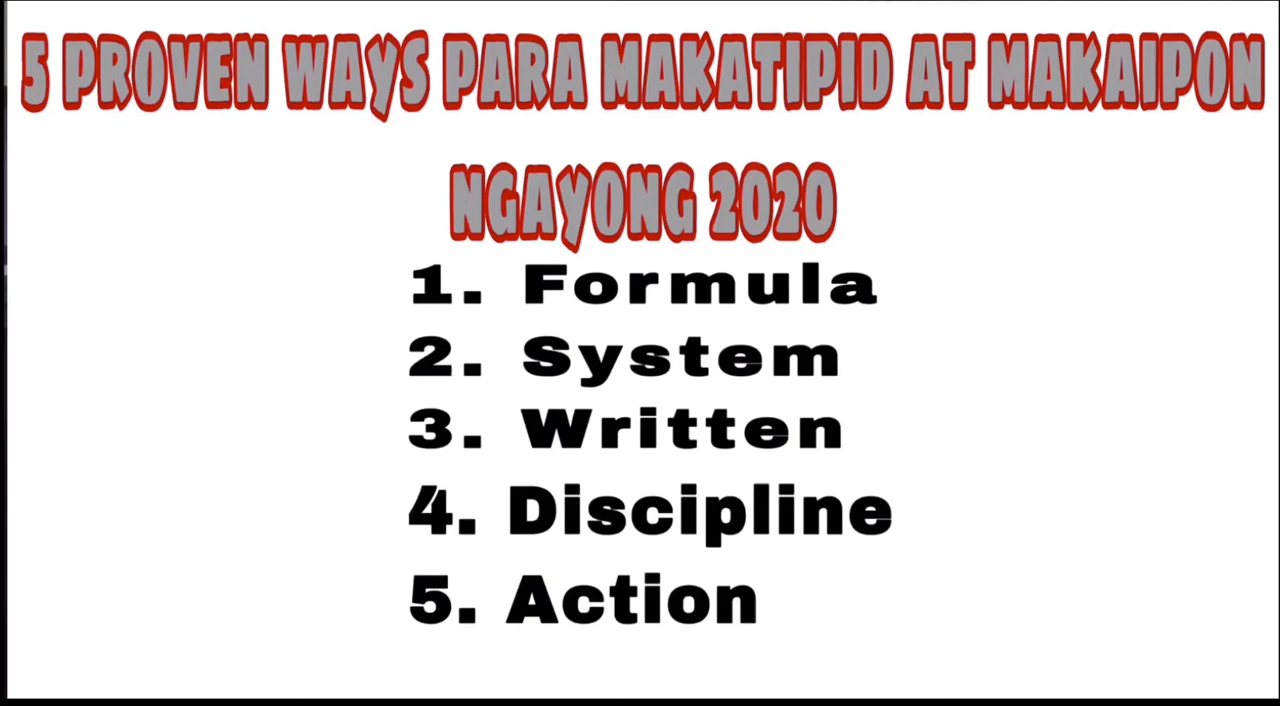 5 PROVEN WAYS PARA MAKATIPID AT MAKAIPON
NGAYONG 2020
1. Formula
2. System
3. Written
4. Discipline
5. Action